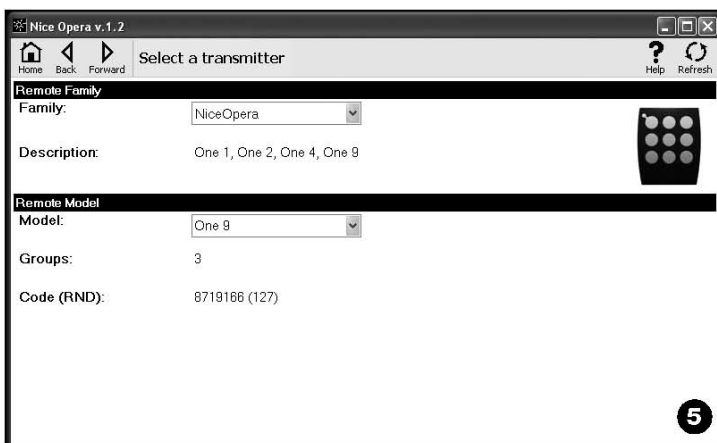 Nice Opera v.1.2
Home Back Forward Select a transmitter Help Refresh
Remote Family
Family: NiceOpera
Description: One 1, One 2, One 4, One 9
Remote Model
Model: One 9
Groups: 3
Code (RND): 8719166 (127)
5